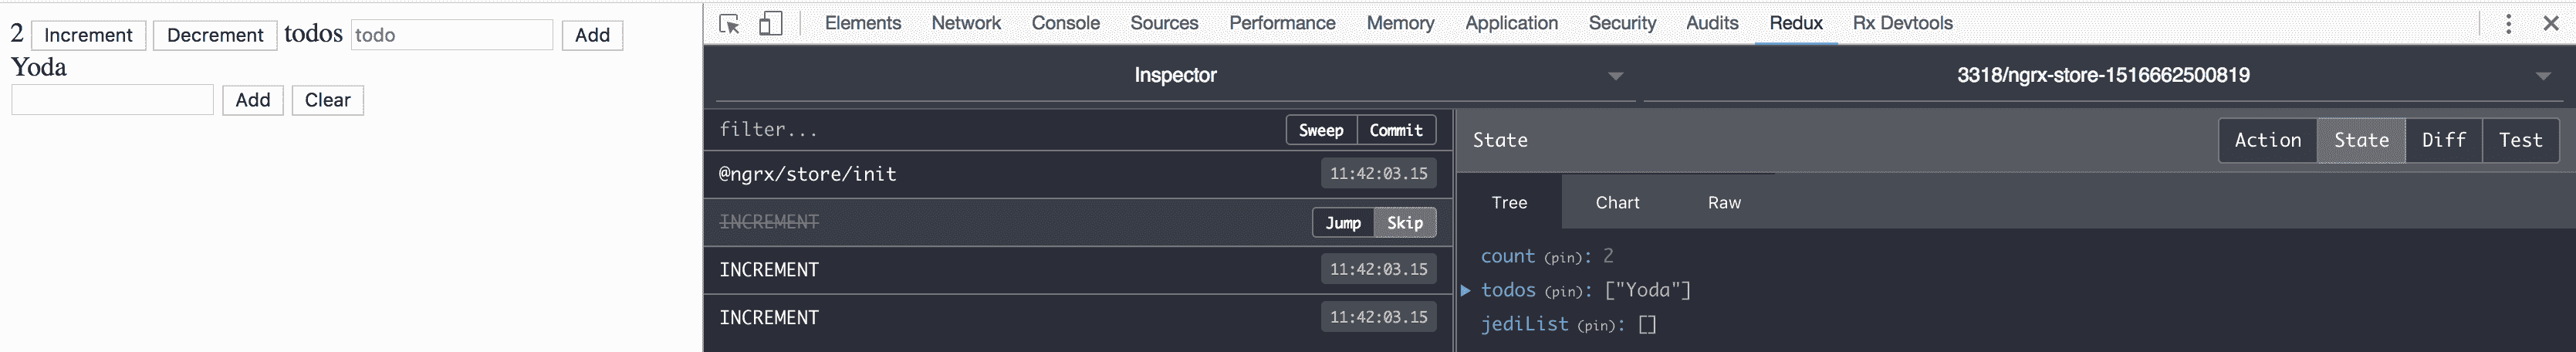 2 Increment Decrement todos todo Add
Yoda
Add Clear
Elements Network Console Sources Performance Memory Application Security Audits Redux Rx Devtools
Inspector 3318/ngrx-store-1516662500819
filter... Sweep Commit
State Action State Diff Test
@ngrx/store/init 11:42:03.15
INCREMENT Jump Skip
INCREMENT 11:42:03.15
INCREMENT 11:42:03.15
Tree Chart Raw
count (pin): 2
todos (pin): ["Yoda"]
jediList (pin): []